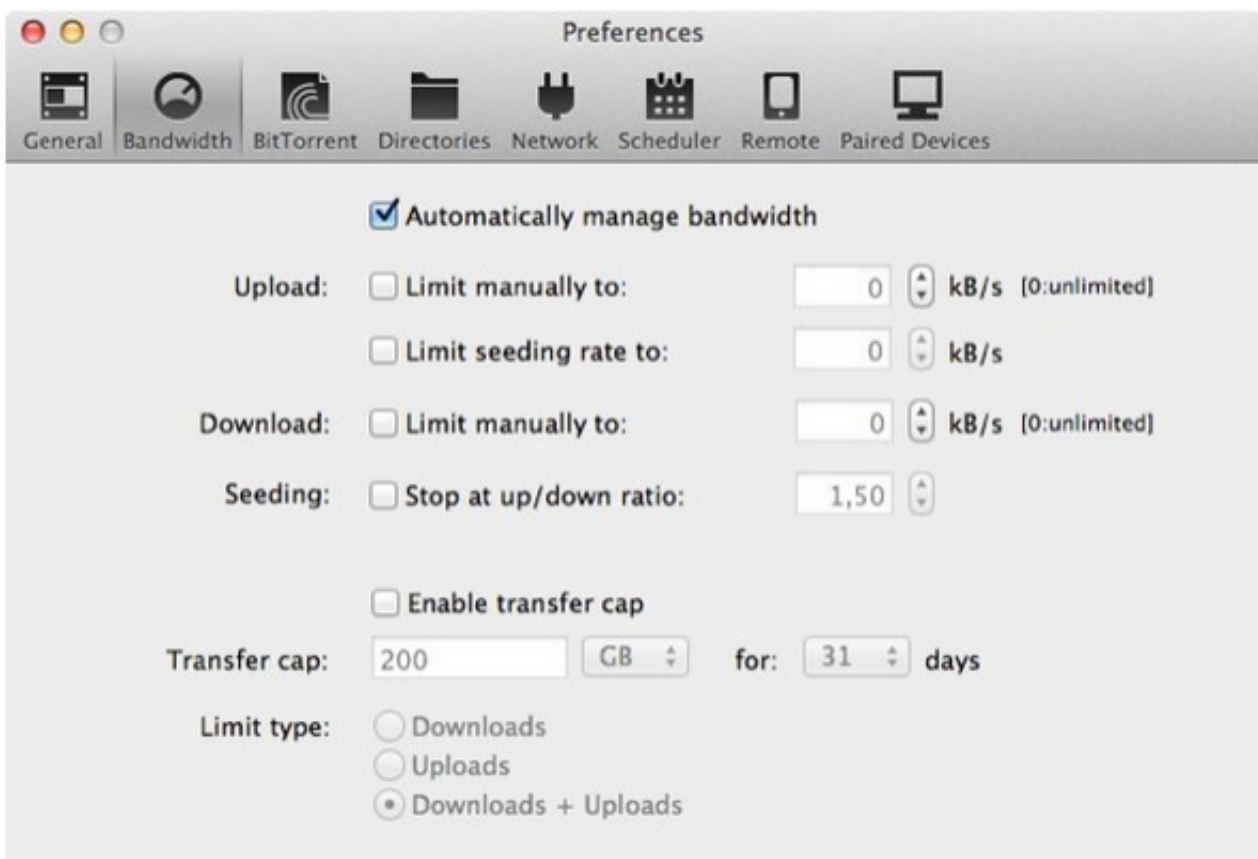 Preferences
General Bandwidth BitTorrent Directories Network Scheduler Remote Paired Devices
Automatically manage bandwidth
Upload: Limit manually to: 0 kB/s [0:unlimited]
Limit seeding rate to: 0 kB/s
Download: Limit manually to: 0 kB/s [0:unlimited]
Seeding: Stop at up/down ratio: 1,50
Enable transfer cap
Transfer cap: 200 GB for: 31 days
Limit type: Downloads
Uploads
Downloads + Uploads